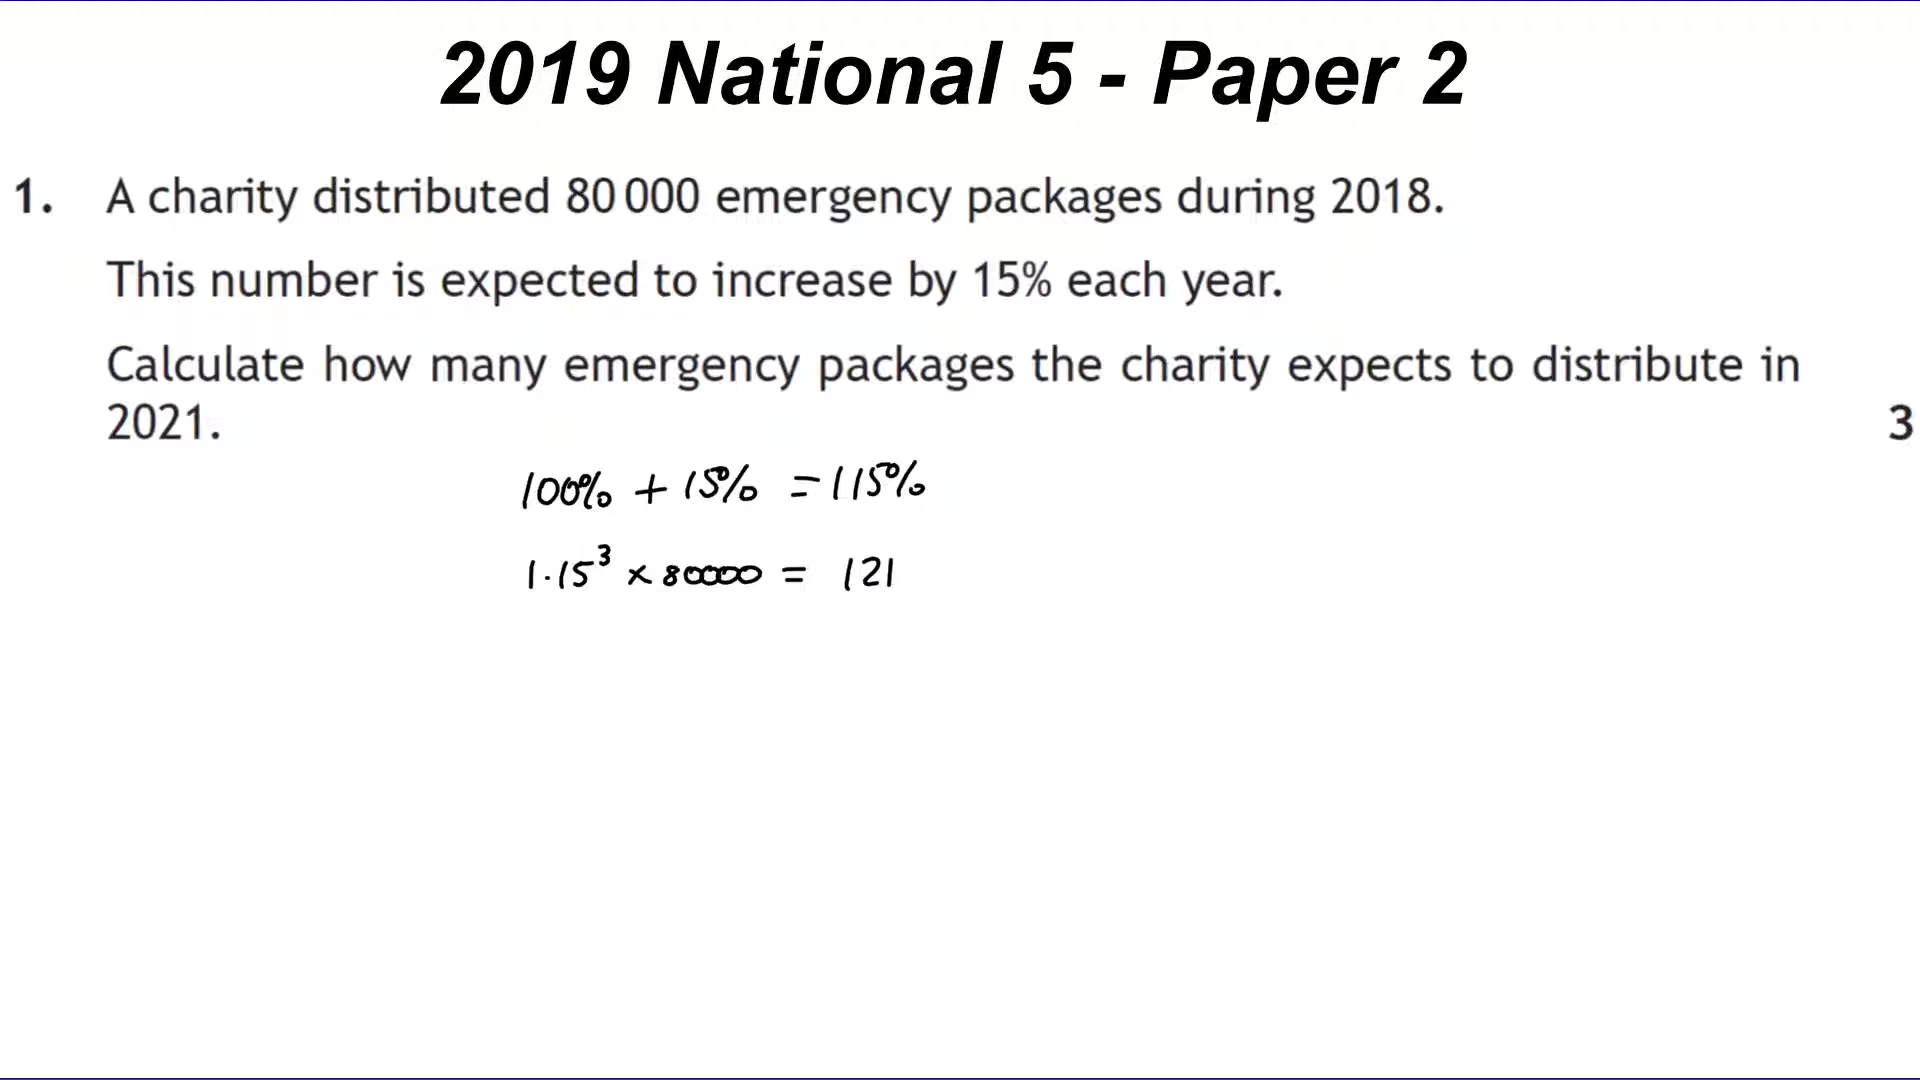 2019 National 5 - Paper 2
1. A charity distributed 80 000 emergency packages during 2018.
This number is expected to increase by 15% each year.
Calculate how many emergency packages the charity expects to distribute in
2021. 3
100% + 15% = 115%
1·15³ × 80000 = 121